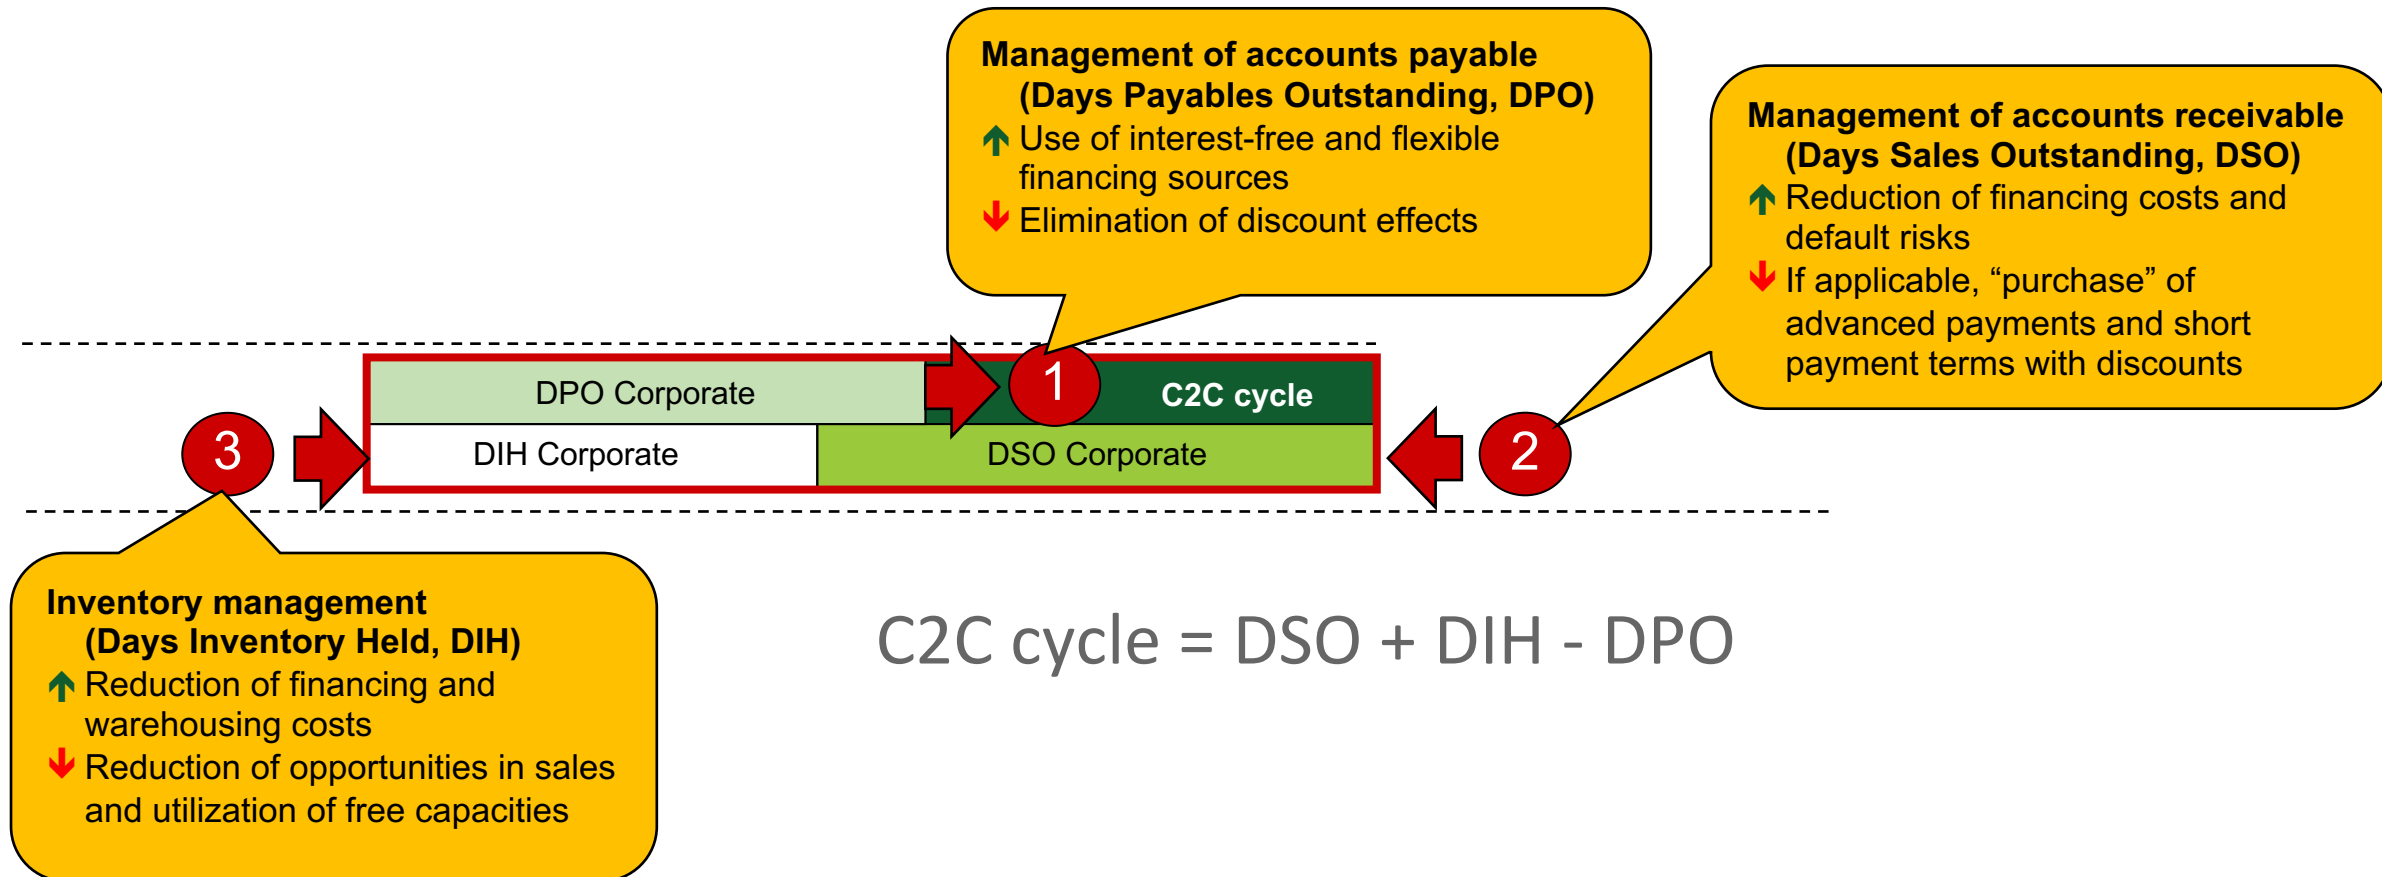 Management of accounts payable
(Days Payables Outstanding, DPO)
Use of interest-free and flexible
financing sources
Elimination of discount effects
Management of accounts receivable
(Days Sales Outstanding, DSO)
Reduction of financing costs and
default risks
If applicable, “purchase” of
advanced payments and short
payment terms with discounts
DPO Corporate
1
C2C cycle
3
DIH Corporate
DSO Corporate
2
Inventory management
(Days Inventory Held, DIH)
Reduction of financing and
warehousing costs
Reduction of opportunities in sales
and utilization of free capacities
C2C cycle = DSO + DIH - DPO